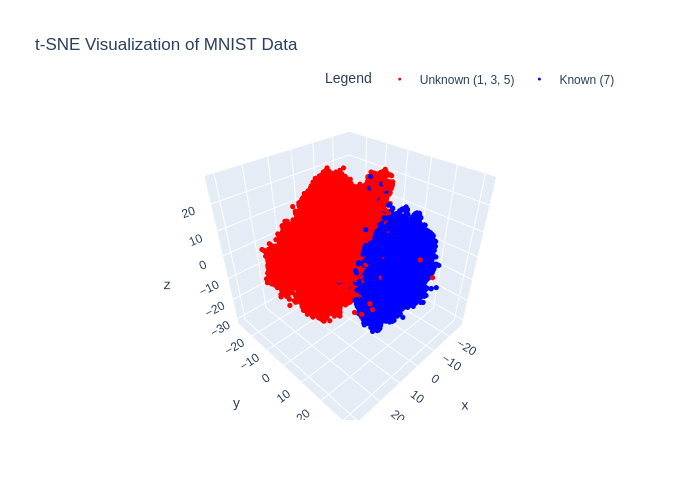 t-SNE Visualization of MNIST Data
Legend
Unknown (1, 3, 5)
Known (7)
20
10
0
−10
−20
−30
z
−20
−10
0
10
20
y
−20
−10
0
10
20
x